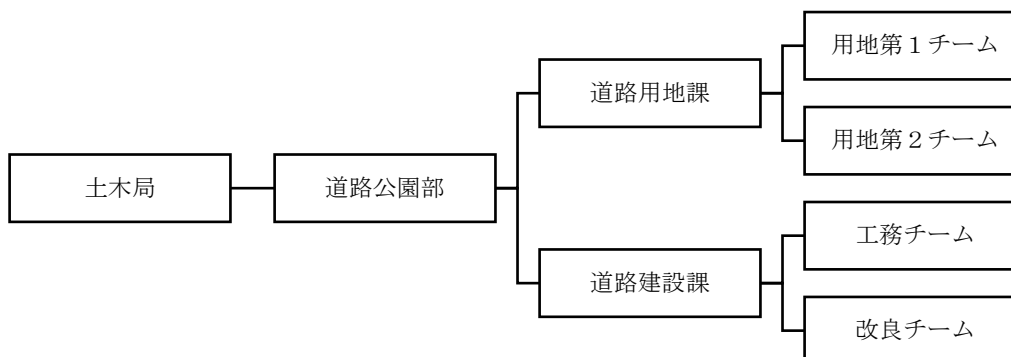 土木局
道路公園部
道路用地課
用地第１チーム
用地第２チーム
道路建設課
工務チーム
改良チーム